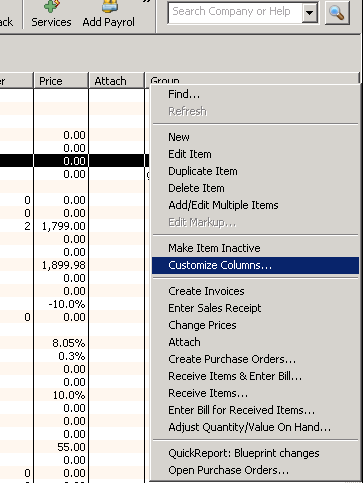 Services Add Payrol »
Search Company or Help
Price Attach Group
Find...
Refresh
0.00
New
0.00
Edit Item
0.00
Duplicate Item
0.00
Delete Item
0 0.00
Add/Edit Multiple Items
0 0.00
Edit Markup...
2 1,799.00
0.00
Make Item Inactive
0.00
Customize Columns...
1,899.98
0.00
Create Invoices
0.00
Enter Sales Receipt
-10.0%
Change Prices
0 0.00
Attach
8.05%
Create Purchase Orders...
0.3%
Receive Items & Enter Bill...
0.00
0.00
Receive Items...
10.0%
Enter Bill for Received Items...
0.00
Adjust Quantity/Value On Hand...
0.00
0.00
QuickReport: Blueprint changes
55.00
0.00
Open Purchase Orders...
0 0.00
0 0.00